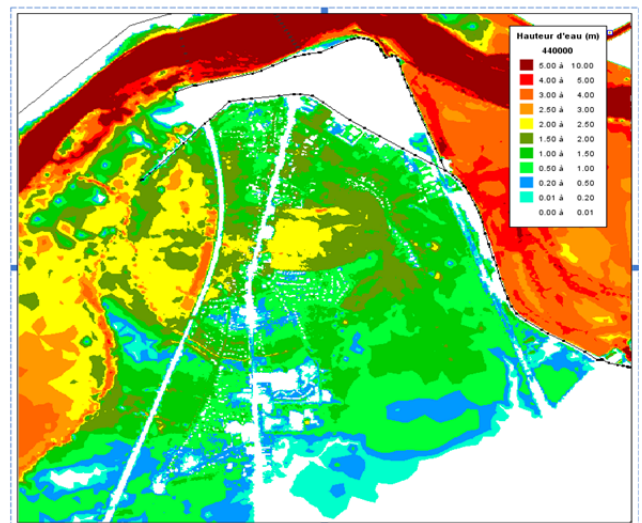 Hauteur d'eau (m)
440000
5.00 á 10.00
4.00 á 5.00
3.00 á 4.00
2.50 á 3.00
2.00 á 2.50
1.50 á 2.00
1.00 á 1.50
0.50 á 1.00
0.20 á 0.50
0.01 á 0.20
0.00 á 0.01